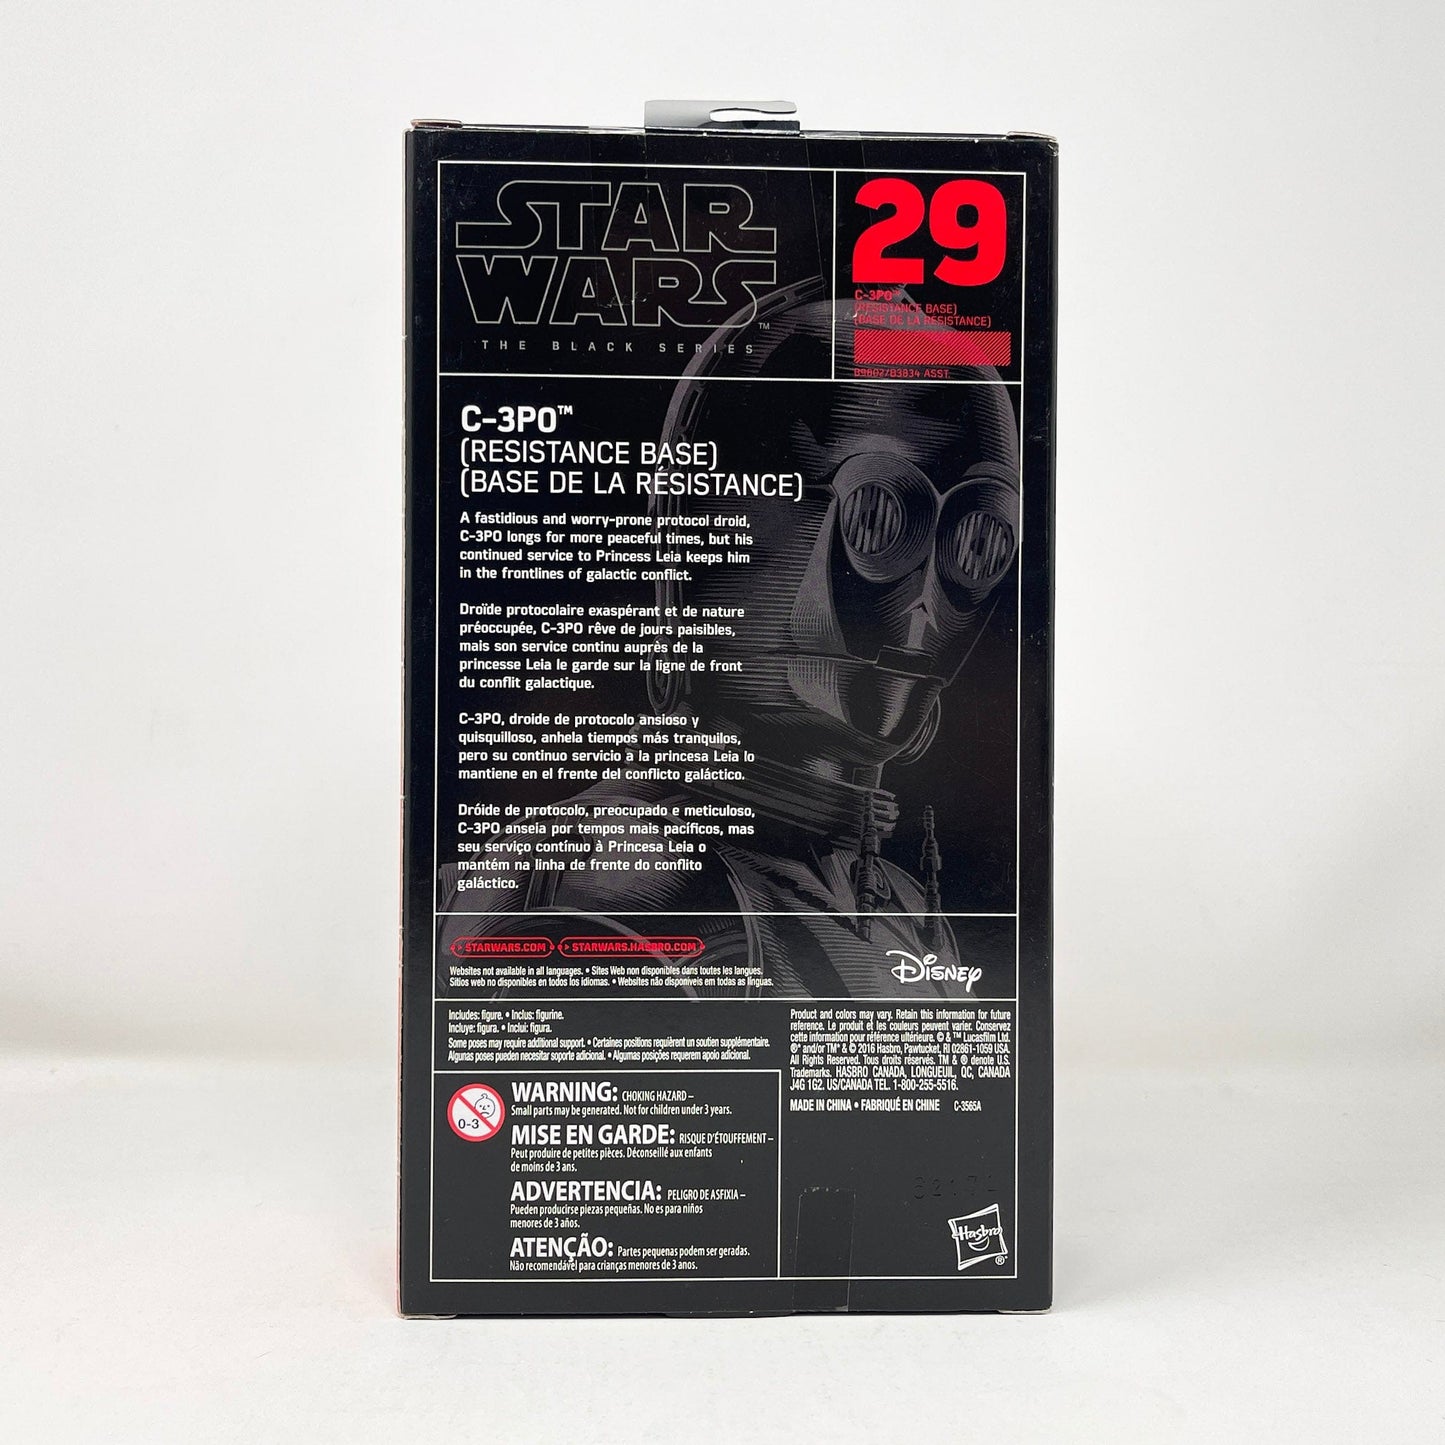 STAR
WARS™
THE BLACK SERIES
29
C-3PO™
(RESISTANCE BASE)
(BASE DE LA RÉSISTANCE)
B9802/B3834 ASST.
C-3PO™
(RESISTANCE BASE)
(BASE DE LA RÉSISTANCE)
A fastidious and worry-prone protocol droid,
C-3PO longs for more peaceful times, but his
continued service to Princess Leia keeps him
in the frontlines of galactic conflict.
Droïde protocolaire exaspérant et de nature
préoccupée, C-3PO rêve de jours paisibles,
mais son service continu auprès de la
princesse Leia le garde sur la ligne de front
du conflit galactique.
C-3PO, droide de protocolo ansioso y
quisquilloso, anhela tiempos más tranquilos,
pero su continuo servicio a la princesa Leia lo
mantiene en el frente del conflicto galáctico.
Dróide de protocolo, preocupado e meticuloso,
C-3PO anseia por tempos mais pacíficos, mas
seu serviço contínuo à Princesa Leia o
mantém na linha de frente do conflito
galáctico.
STARWARS.COM STARWARS.HASBRO.COM
Websites not available in all languages. • Sites Web non disponibles dans toutes les langues.
Sitios web no disponibles en todos los idiomas. • Websites não disponíveis em todas as línguas.
Disney
Includes: figure. • Inclus: figurine.
Incluye: figura. • Inclui: figura.
Some poses may require additional support. • Certaines positions requièrent un soutien supplémentaire.
Algunas poses pueden necesitar soporte adicional. • Algumas posições requerem apoio adicional.
Product and colors may vary. Retain this information for future
reference. Le produit et les couleurs peuvent varier. Conservez
cette information pour référence ultérieure. © & ™ Lucasfilm Ltd.
®* and/or TM* & © 2016 Hasbro, Pawtucket, RI 02861-1059 USA.
All Rights Reserved. Tous droits réservés. TM & ® denote U.S.
Trademarks. HASBRO CANADA, LONGUEUIL, QC, CANADA
J4G 1G2. US/CANADA TEL. 1-800-255-5516.
MADE IN CHINA • FABRIQUÉ EN CHINE C-3565A
0-3
WARNING: CHOKING HAZARD –
Small parts may be generated. Not for children under 3 years.
MISE EN GARDE: RISQUE D'ÉTOUFFEMENT –
Peut produire de petites pièces. Déconseillé aux enfants
de moins de 3 ans.
ADVERTENCIA: PELIGRO DE ASFIXIA –
Pueden producirse piezas pequeñas. No es para niños
menores de 3 años.
ATENÇÃO: Partes pequenas podem ser geradas.
Não recomendável para crianças menores de 3 anos.
Hasbro
®*